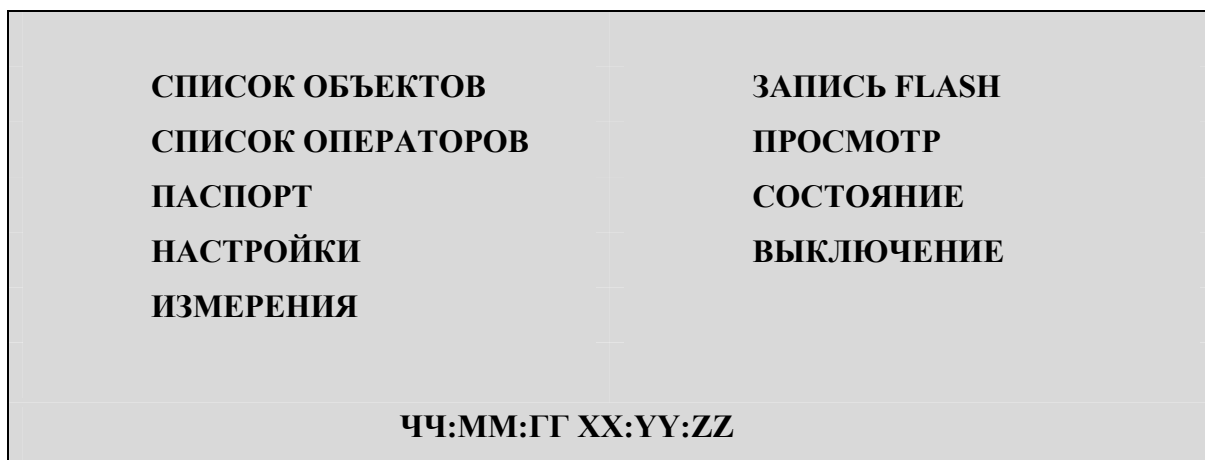 СПИСОК ОБЪЕКТОВ
СПИСОК ОПЕРАТОРОВ
ПАСПОРТ
НАСТРОЙКИ
ИЗМЕРЕНИЯ
ЗАПИСЬ FLASH
ПРОСМОТР
СОСТОЯНИЕ
ВЫКЛЮЧЕНИЕ
ЧЧ:ММ:ГГ XX:YY:ZZ